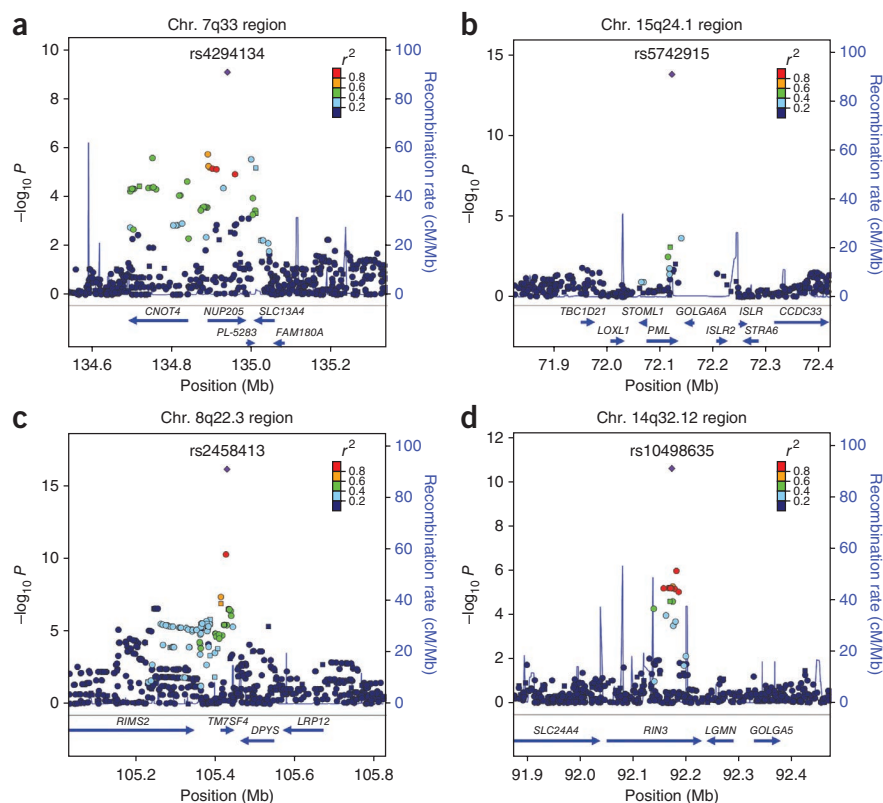 a
Chr. 7q33 region
rs4294134
r2
0.8
0.6
0.4
0.2
10
8
6
4
2
0
–log10 P
100
80
60
40
20
0
Recombination rate (cM/Mb)
CNOT4 NUP205 SLC13A4
PL-5283 FAM180A
134.6 134.8 135.0 135.2
Position (Mb)
b
Chr. 15q24.1 region
rs5742915
r2
0.8
0.6
0.4
0.2
15
10
5
0
–log10 P
100
80
60
40
20
0
Recombination rate (cM/Mb)
TBC1D21 STOML1 GOLGA6A ISLR CCDC33
LOXL1 PML ISLR2 STRA6
71.9 72.0 72.1 72.2 72.3 72.4
Position (Mb)
c
Chr. 8q22.3 region
rs2458413
r2
0.8
0.6
0.4
0.2
15
10
5
0
–log10 P
100
80
60
40
20
0
Recombination rate (cM/Mb)
RIMS2 TM7SF4 LRP12
DPYS
105.2 105.4 105.6 105.8
Position (Mb)
d
Chr. 14q32.12 region
rs10498635
r2
0.8
0.6
0.4
0.2
12
10
8
6
4
2
0
–log10 P
100
80
60
40
20
0
Recombination rate (cM/Mb)
SLC24A4 RIN3 LGMN GOLGA5
91.9 92.0 92.1 92.2 92.3 92.4
Position (Mb)